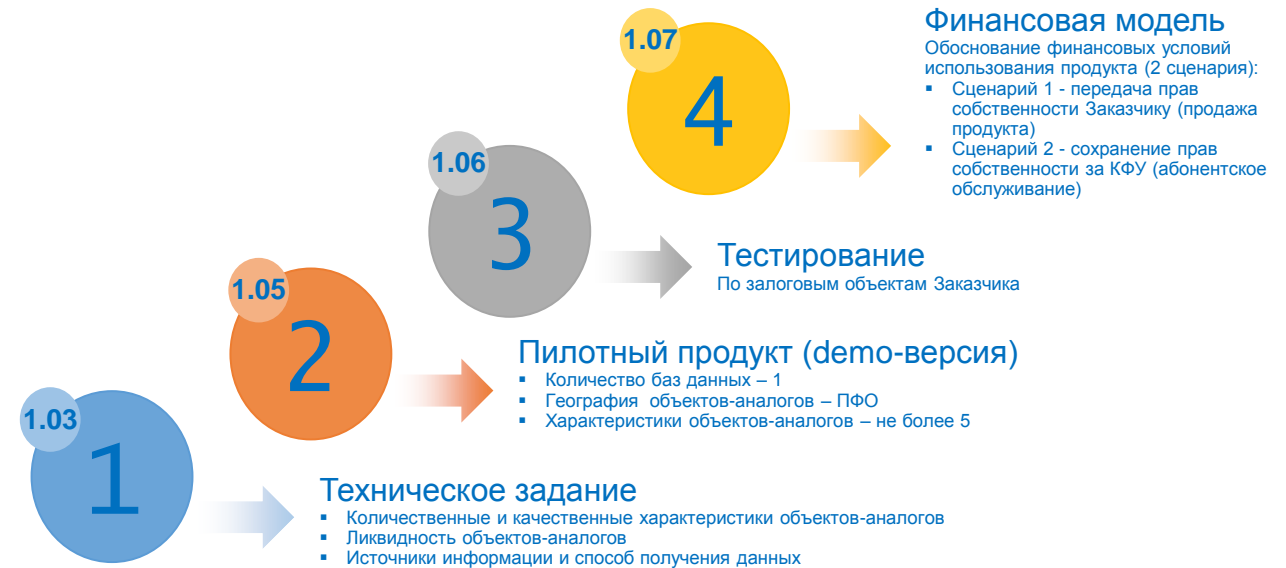 1.07
4
Финансовая модель
Обоснование финансовых условий
использования продукта (2 сценария):
▪ Сценарий 1 - передача прав
собственности Заказчику (продажа
продукта)
▪ Сценарий 2 - сохранение прав
собственности за КФУ (абонентское
обслуживание)
1.06
3
Тестирование
По залоговым объектам Заказчика
1.05
2
Пилотный продукт (demo-версия)
▪ Количество баз данных – 1
▪ География объектов-аналогов – ПФО
▪ Характеристики объектов-аналогов – не более 5
1.03
1
Техническое задание
▪ Количественные и качественные характеристики объектов-аналогов
▪ Ликвидность объектов-аналогов
▪ Источники информации и способ получения данных